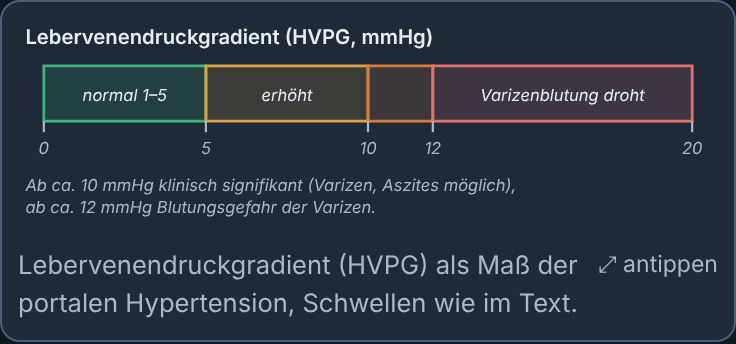 Lebervenendruckgradient (HVPG, mmHg)
normal 1–5 erhöht Varizenblutung droht
0 5 10 12 20
Ab ca. 10 mmHg klinisch signifikant (Varizen, Aszites möglich),
ab ca. 12 mmHg Blutungsgefahr der Varizen.
Lebervenendruckgradient (HVPG) als Maß der ⤢ antippen
portalen Hypertension, Schwellen wie im Text.